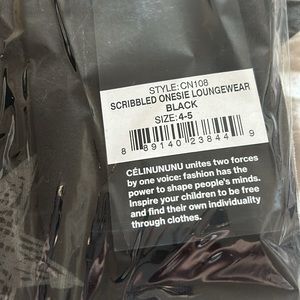 STYLE:CN108
SCRIBBLED ONESIE LOUNGEWEAR
BLACK
SIZE:4-5
8 89140 23844 9
CÉLINUNUNU unites two forces
by one voice: fashion has the
power to shape people's minds.
Inspire your children to be free
and find their own individuality
through clothes.